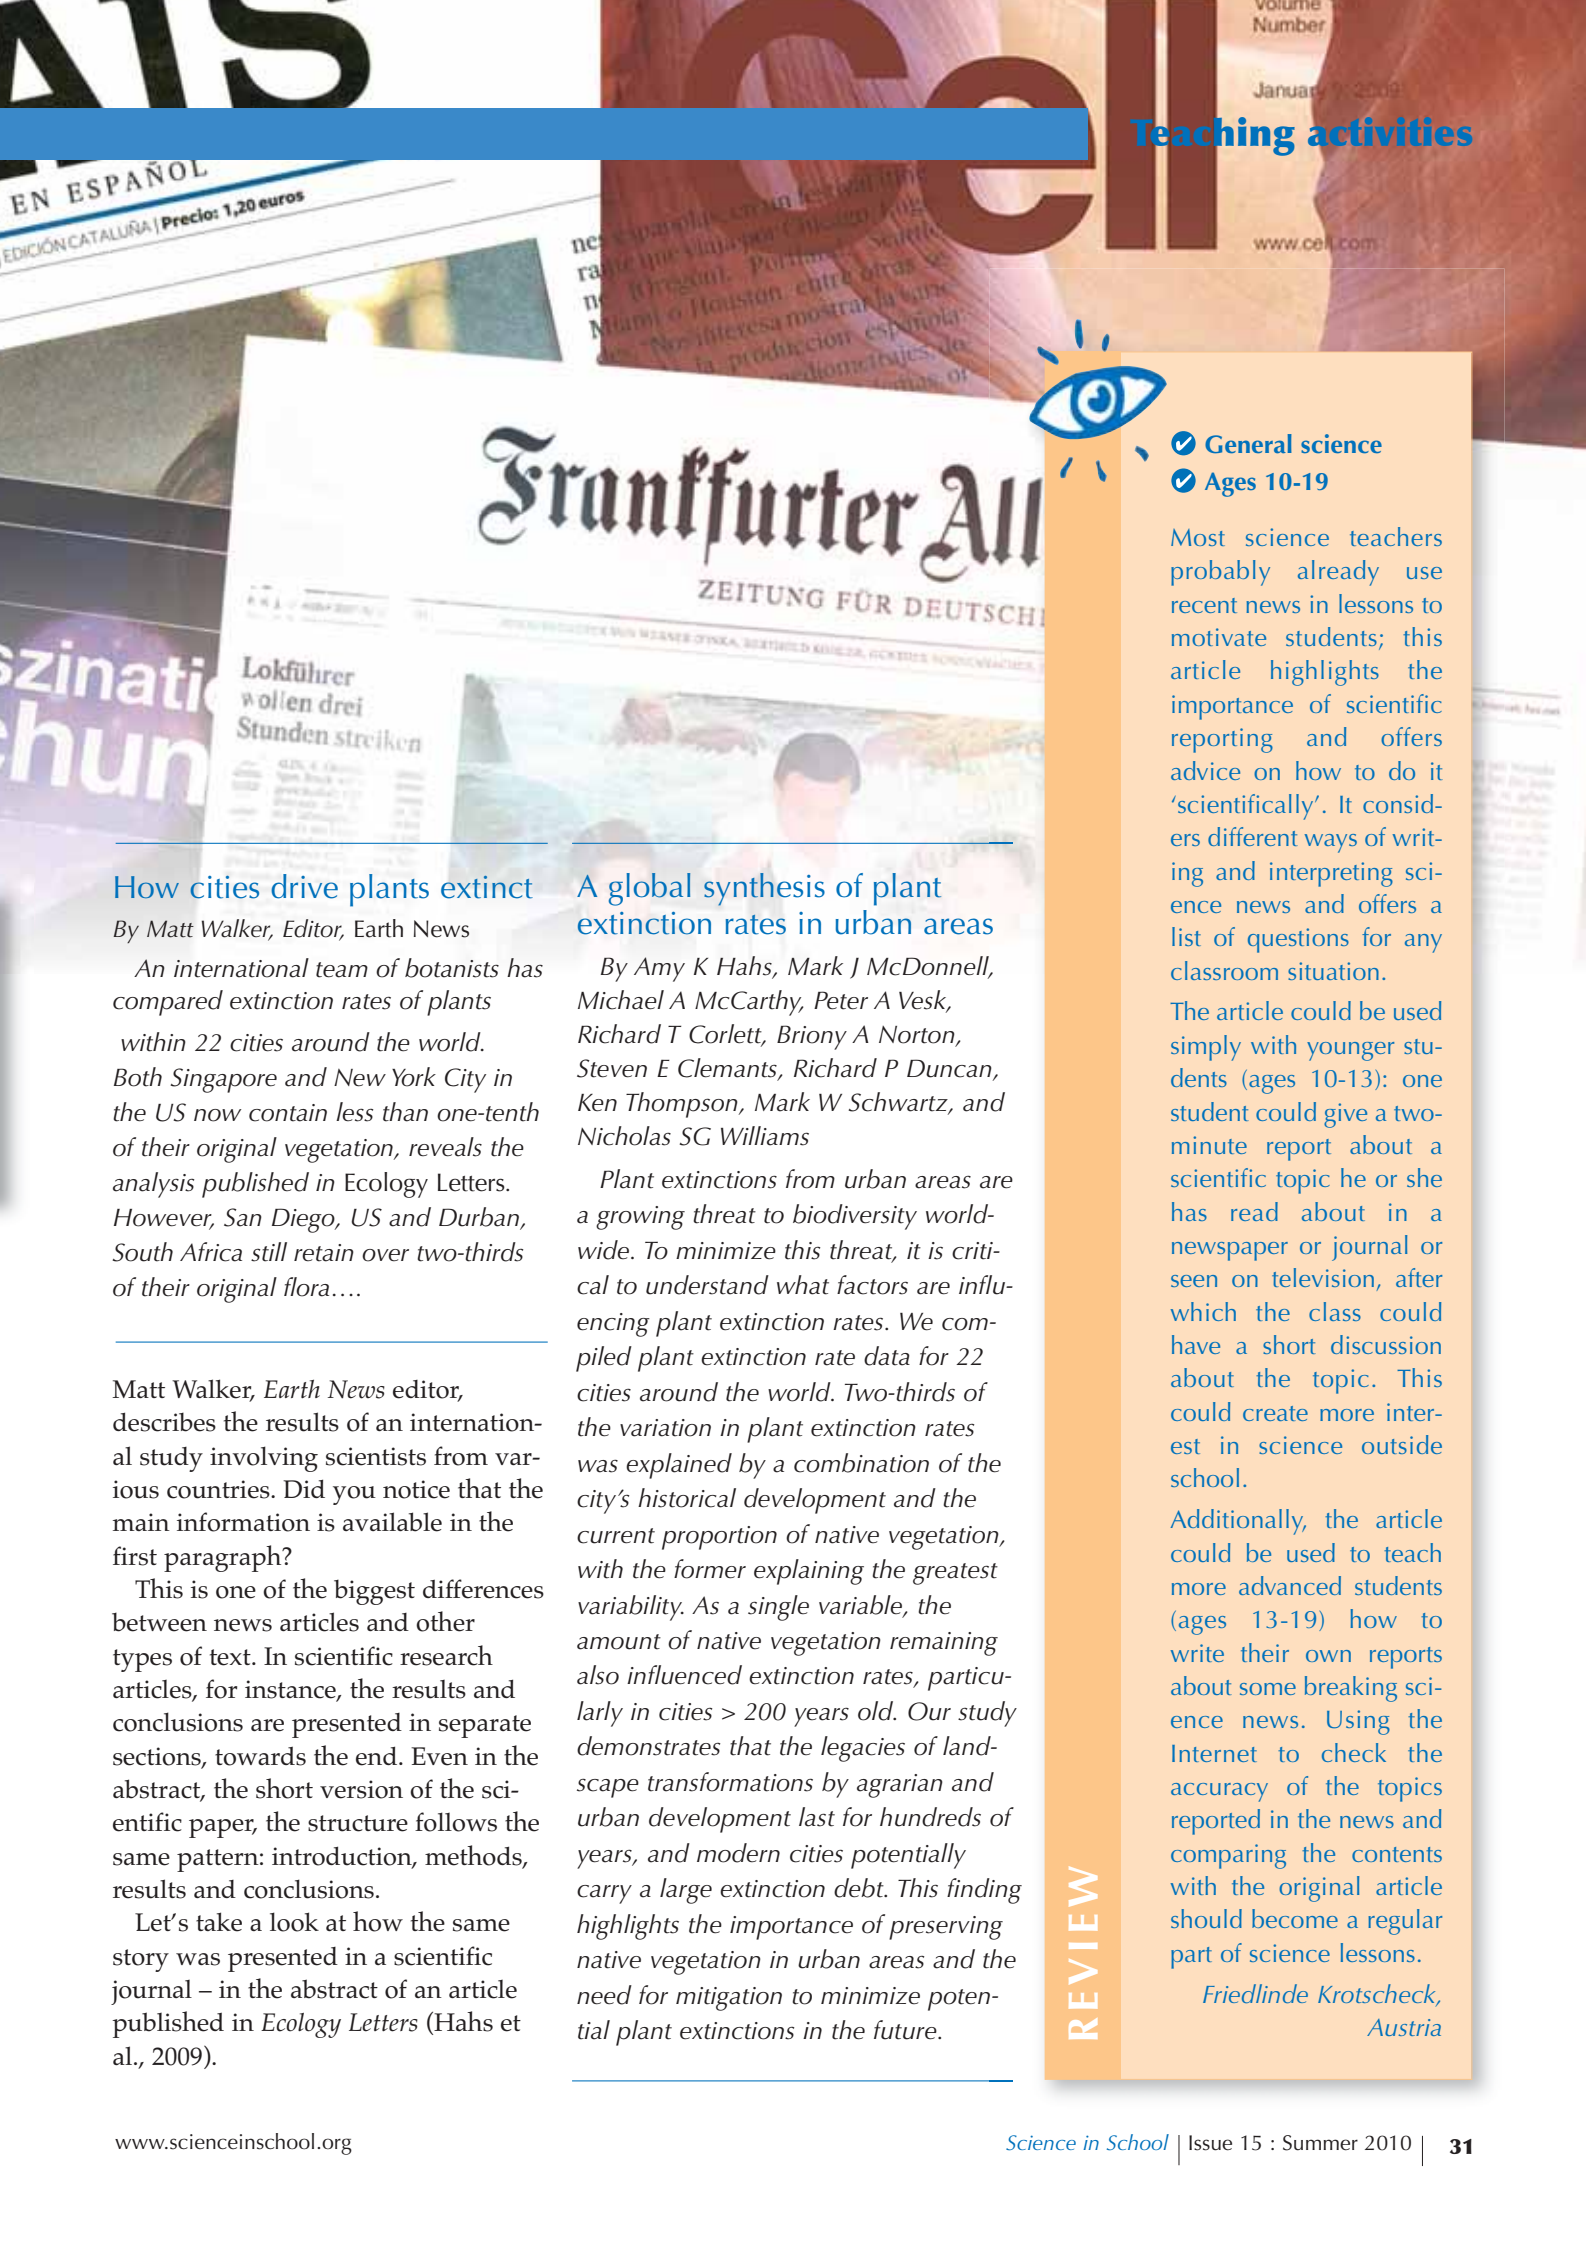 Cell
Volume
Number
January 9, 2009
Teaching activities
EN ESPAÑOL
EDICIÓN CATALUÑA | Precio: 1,20 euros
www.cell.com
Frankfurter All
ZEITUNG FÜR DEUTSCH
Lokführer
wollen drei
Stunden streiken
szinati
chun
How cities drive plants extinct
By Matt Walker, Editor, Earth News
An international team of botanists has
compared extinction rates of plants
within 22 cities around the world.
Both Singapore and New York City in
the US now contain less than one-tenth
of their original vegetation, reveals the
analysis published in Ecology Letters.
However, San Diego, US and Durban,
South Africa still retain over two-thirds
of their original flora....
Matt Walker, Earth News editor,
describes the results of an internation-
al study involving scientists from var-
ious countries. Did you notice that the
main information is available in the
first paragraph?
This is one of the biggest differences
between news articles and other
types of text. In scientific research
articles, for instance, the results and
conclusions are presented in separate
sections, towards the end. Even in the
abstract, the short version of the sci-
entific paper, the structure follows the
same pattern: introduction, methods,
results and conclusions.
Let's take a look at how the same
story was presented in a scientific
journal – in the abstract of an article
published in Ecology Letters (Hahs et
al., 2009).
A global synthesis of plant
extinction rates in urban areas
By Amy K Hahs, Mark J McDonnell,
Michael A McCarthy, Peter A Vesk,
Richard T Corlett, Briony A Norton,
Steven E Clemants, Richard P Duncan,
Ken Thompson, Mark W Schwartz, and
Nicholas SG Williams
Plant extinctions from urban areas are
a growing threat to biodiversity world-
wide. To minimize this threat, it is criti-
cal to understand what factors are influ-
encing plant extinction rates. We com-
piled plant extinction rate data for 22
cities around the world. Two-thirds of
the variation in plant extinction rates
was explained by a combination of the
city's historical development and the
current proportion of native vegetation,
with the former explaining the greatest
variability. As a single variable, the
amount of native vegetation remaining
also influenced extinction rates, particu-
larly in cities > 200 years old. Our study
demonstrates that the legacies of land-
scape transformations by agrarian and
urban development last for hundreds of
years, and modern cities potentially
carry a large extinction debt. This finding
highlights the importance of preserving
native vegetation in urban areas and the
need for mitigation to minimize poten-
tial plant extinctions in the future.
General science
Ages 10-19
Most science teachers
probably already use
recent news in lessons to
motivate students; this
article highlights the
importance of scientific
reporting and offers
advice on how to do it
'scientifically'. It consid-
ers different ways of writ-
ing and interpreting sci-
ence news and offers a
list of questions for any
classroom situation.
The article could be used
simply with younger stu-
dents (ages 10-13): one
student could give a two-
minute report about a
scientific topic he or she
has read about in a
newspaper or journal or
seen on television, after
which the class could
have a short discussion
about the topic. This
could create more inter-
est in science outside
school.
Additionally, the article
could be used to teach
more advanced students
(ages 13-19) how to
write their own reports
about some breaking sci-
ence news. Using the
Internet to check the
accuracy of the topics
reported in the news and
comparing the contents
with the original article
should become a regular
part of science lessons.
Friedlinde Krotscheck,
Austria
REVIEW
www.scienceinschool.org
Science in School | Issue 15 : Summer 2010 | 31